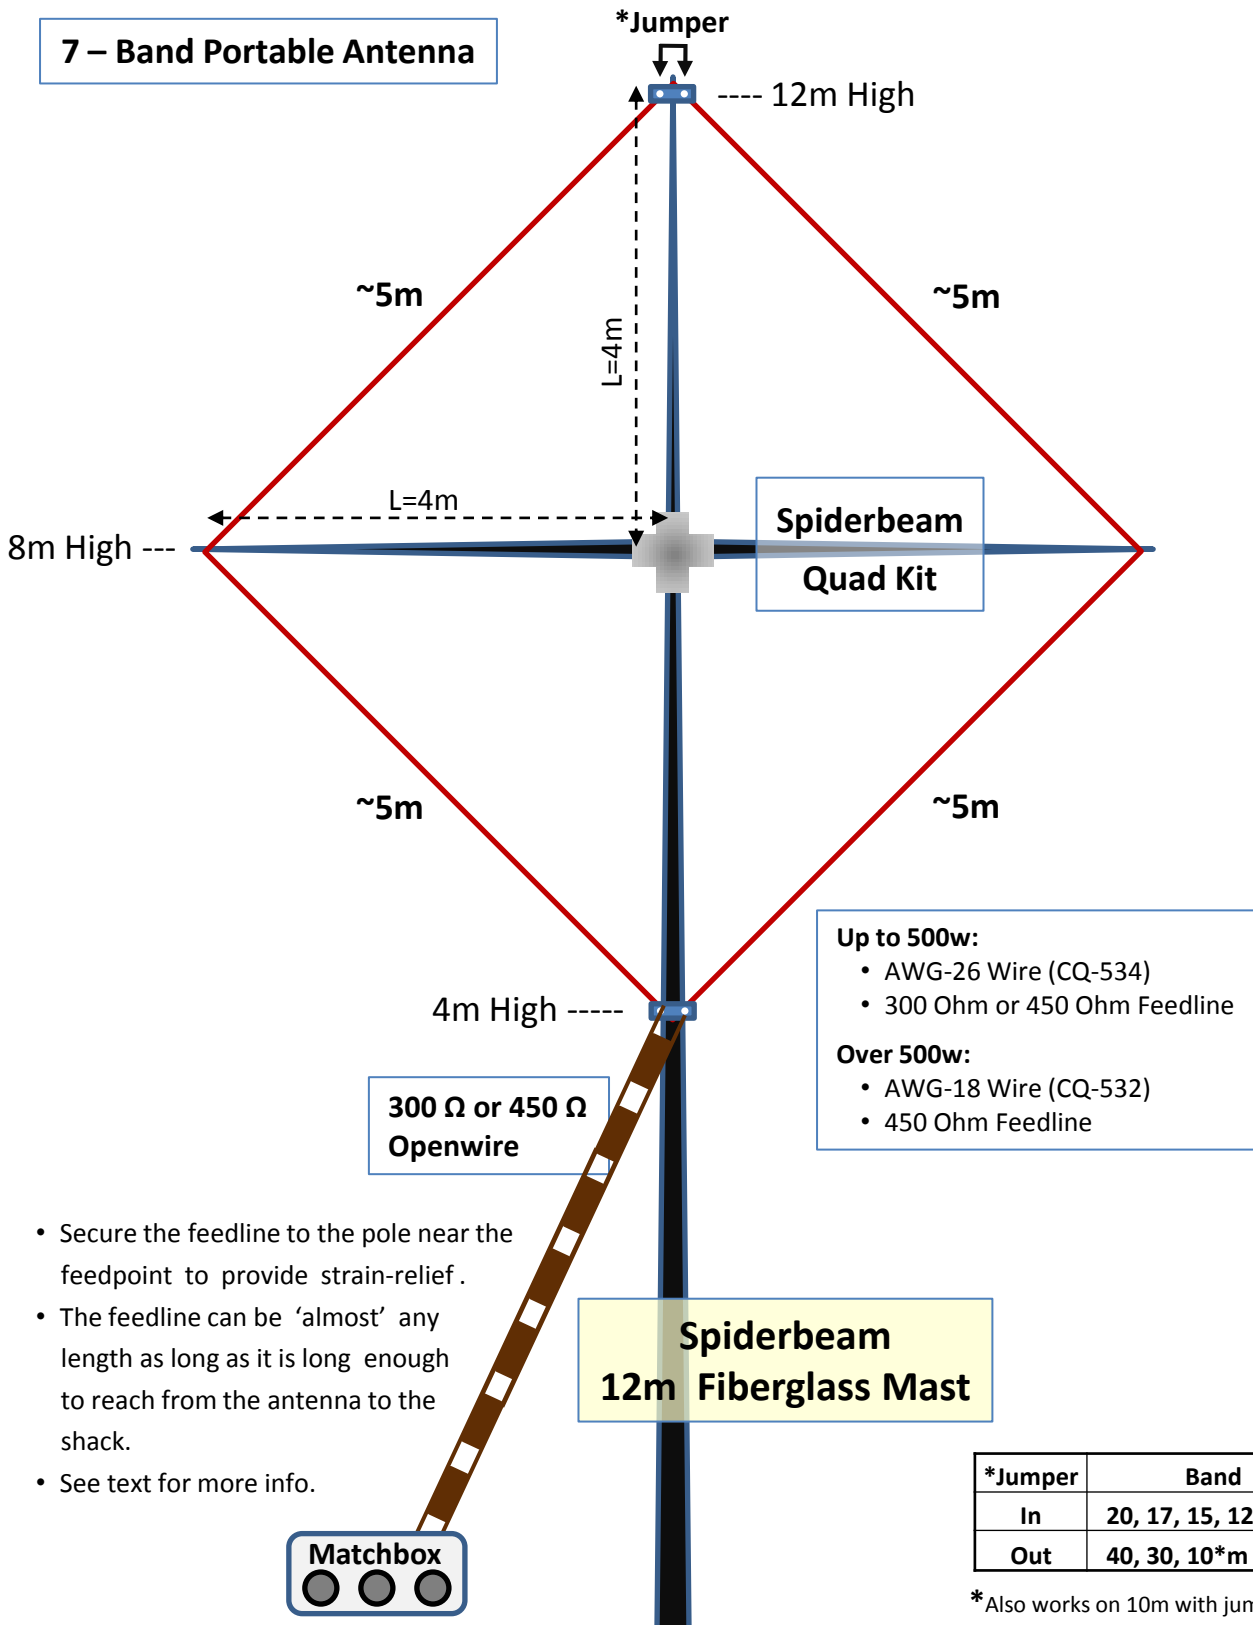 *Jumper
7 – Band Portable Antenna
---- 12m High
~5m
~5m
L=4m
L=4m
8m High ---
Spiderbeam
Quad Kit
~5m
~5m
4m High -----
Up to 500w:
• AWG-26 Wire (CQ-534)
• 300 Ohm or 450 Ohm Feedline
Over 500w:
• AWG-18 Wire (CQ-532)
• 450 Ohm Feedline
300 Ω or 450 Ω
Openwire
• Secure the feedline to the pole near the
feedpoint to provide strain-relief .
• The feedline can be ‘almost’ any
length as long as it is long enough
to reach from the antenna to the
shack.
• See text for more info.
Spiderbeam
12m Fiberglass Mast
Matchbox
*Jumper Band
In 20, 17, 15, 12
Out 40, 30, 10*m
*Also works on 10m with